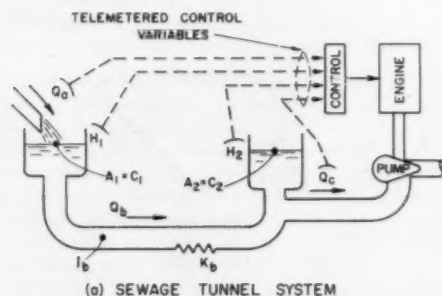 TELEMETERED CONTROL
VARIABLES
Qa
H1
A1=C1
H2
A2=C2
Qc
CONTROL
ENGINE
PUMP
Qb
Ib
Kb
(a) SEWAGE TUNNEL SYSTEM